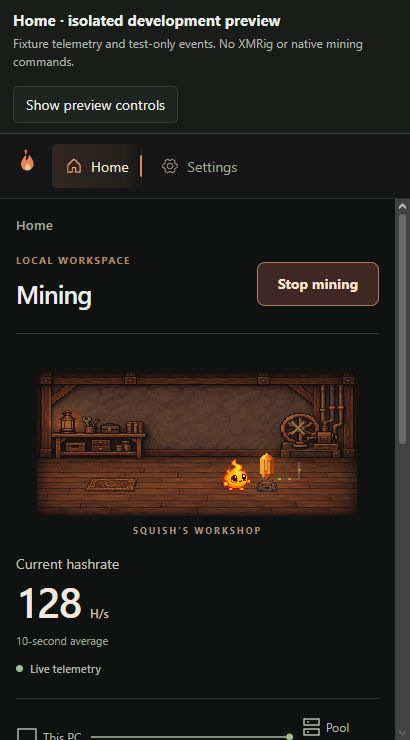 Home · isolated development preview
Fixture telemetry and test-only events. No XMRig or native mining
commands.
Show preview controls
Home
Settings
Home
LOCAL WORKSPACE
Mining
Stop mining
SQUISH'S WORKSHOP
Current hashrate
128 H/s
10-second average
Live telemetry
This PC
Pool